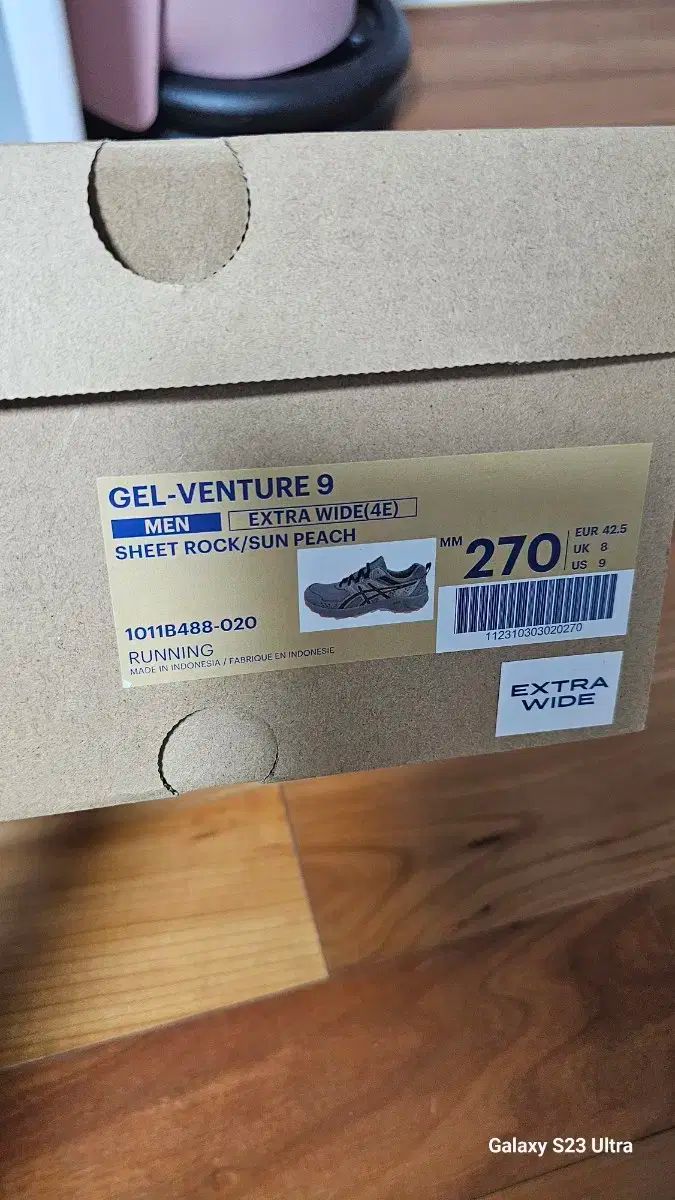 GEL-VENTURE 9
MEN
EXTRA WIDE(4E)
SHEET ROCK/SUN PEACH
MM 270
EUR 42.5
UK 8
US 9
112310303020270
1011B488-020
RUNNING
MADE IN INDONESIA / FABRIQUE EN INDONESIE
EXTRA
WIDE
Galaxy S23 Ultra